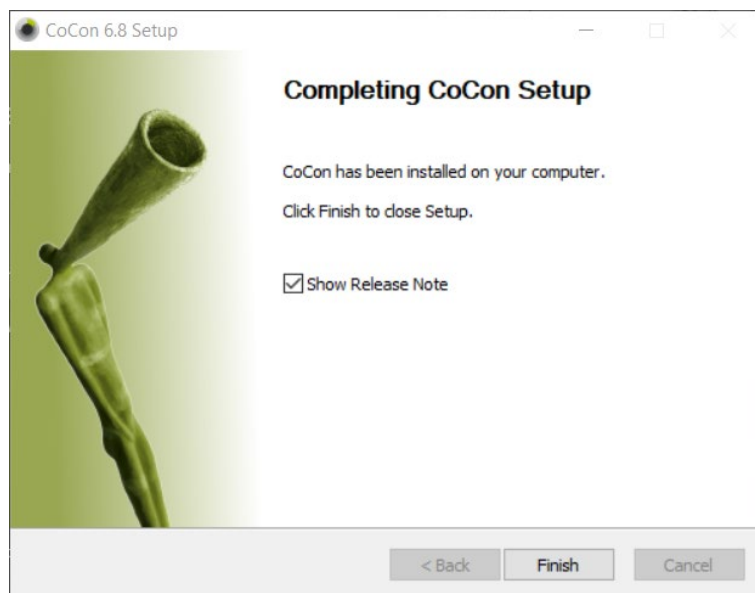 CoCon 6.8 Setup
Completing CoCon Setup
CoCon has been installed on your computer.
Click Finish to close Setup.
Show Release Note
< Back Finish Cancel